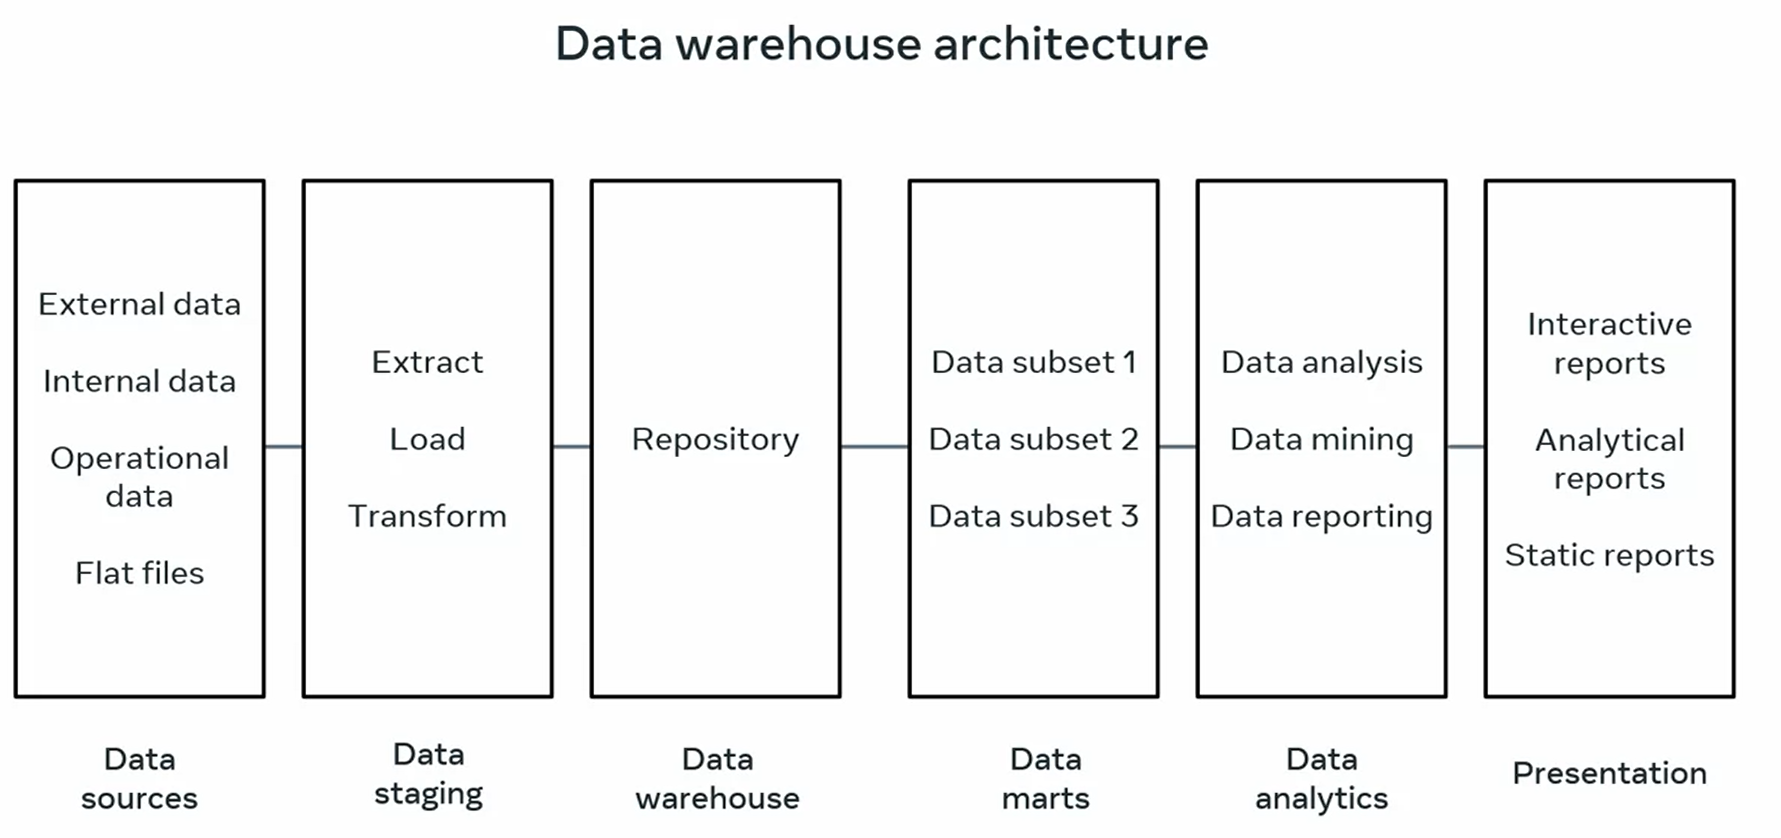 Data warehouse architecture
External data
Internal data
Operational
data
Flat files
Extract
Load
Transform
Repository
Data subset 1
Data subset 2
Data subset 3
Data analysis
Data mining
Data reporting
Interactive
reports
Analytical
reports
Static reports
Data
sources
Data
staging
Data
warehouse
Data
marts
Data
analytics
Presentation